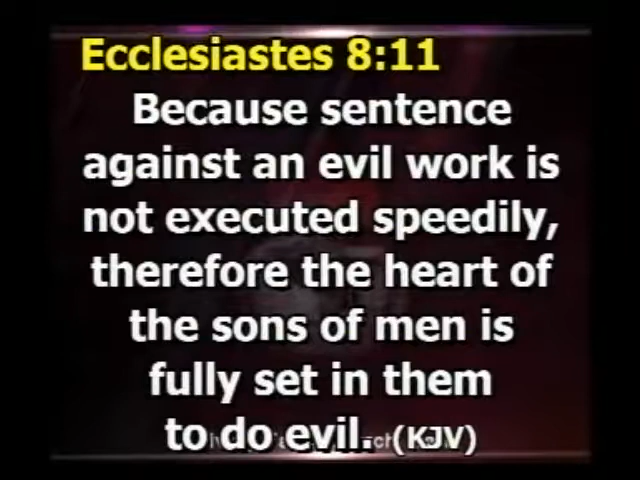 Ecclesiastes 8:11
Because sentence
against an evil work is
not executed speedily,
therefore the heart of
the sons of men is
fully set in them
to do evil. (KJV)